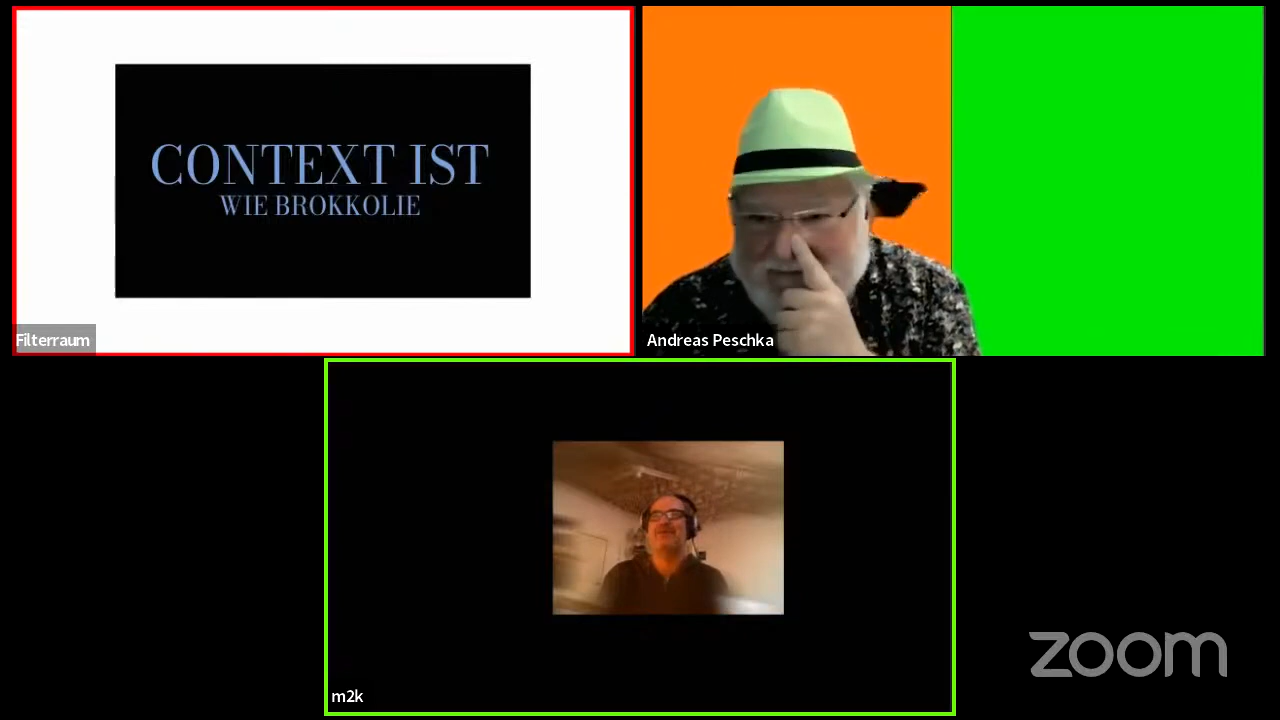 CONTEXT IST
WIE BROKKOLIE
Filterraum
Andreas Peschka
m2k
zoom